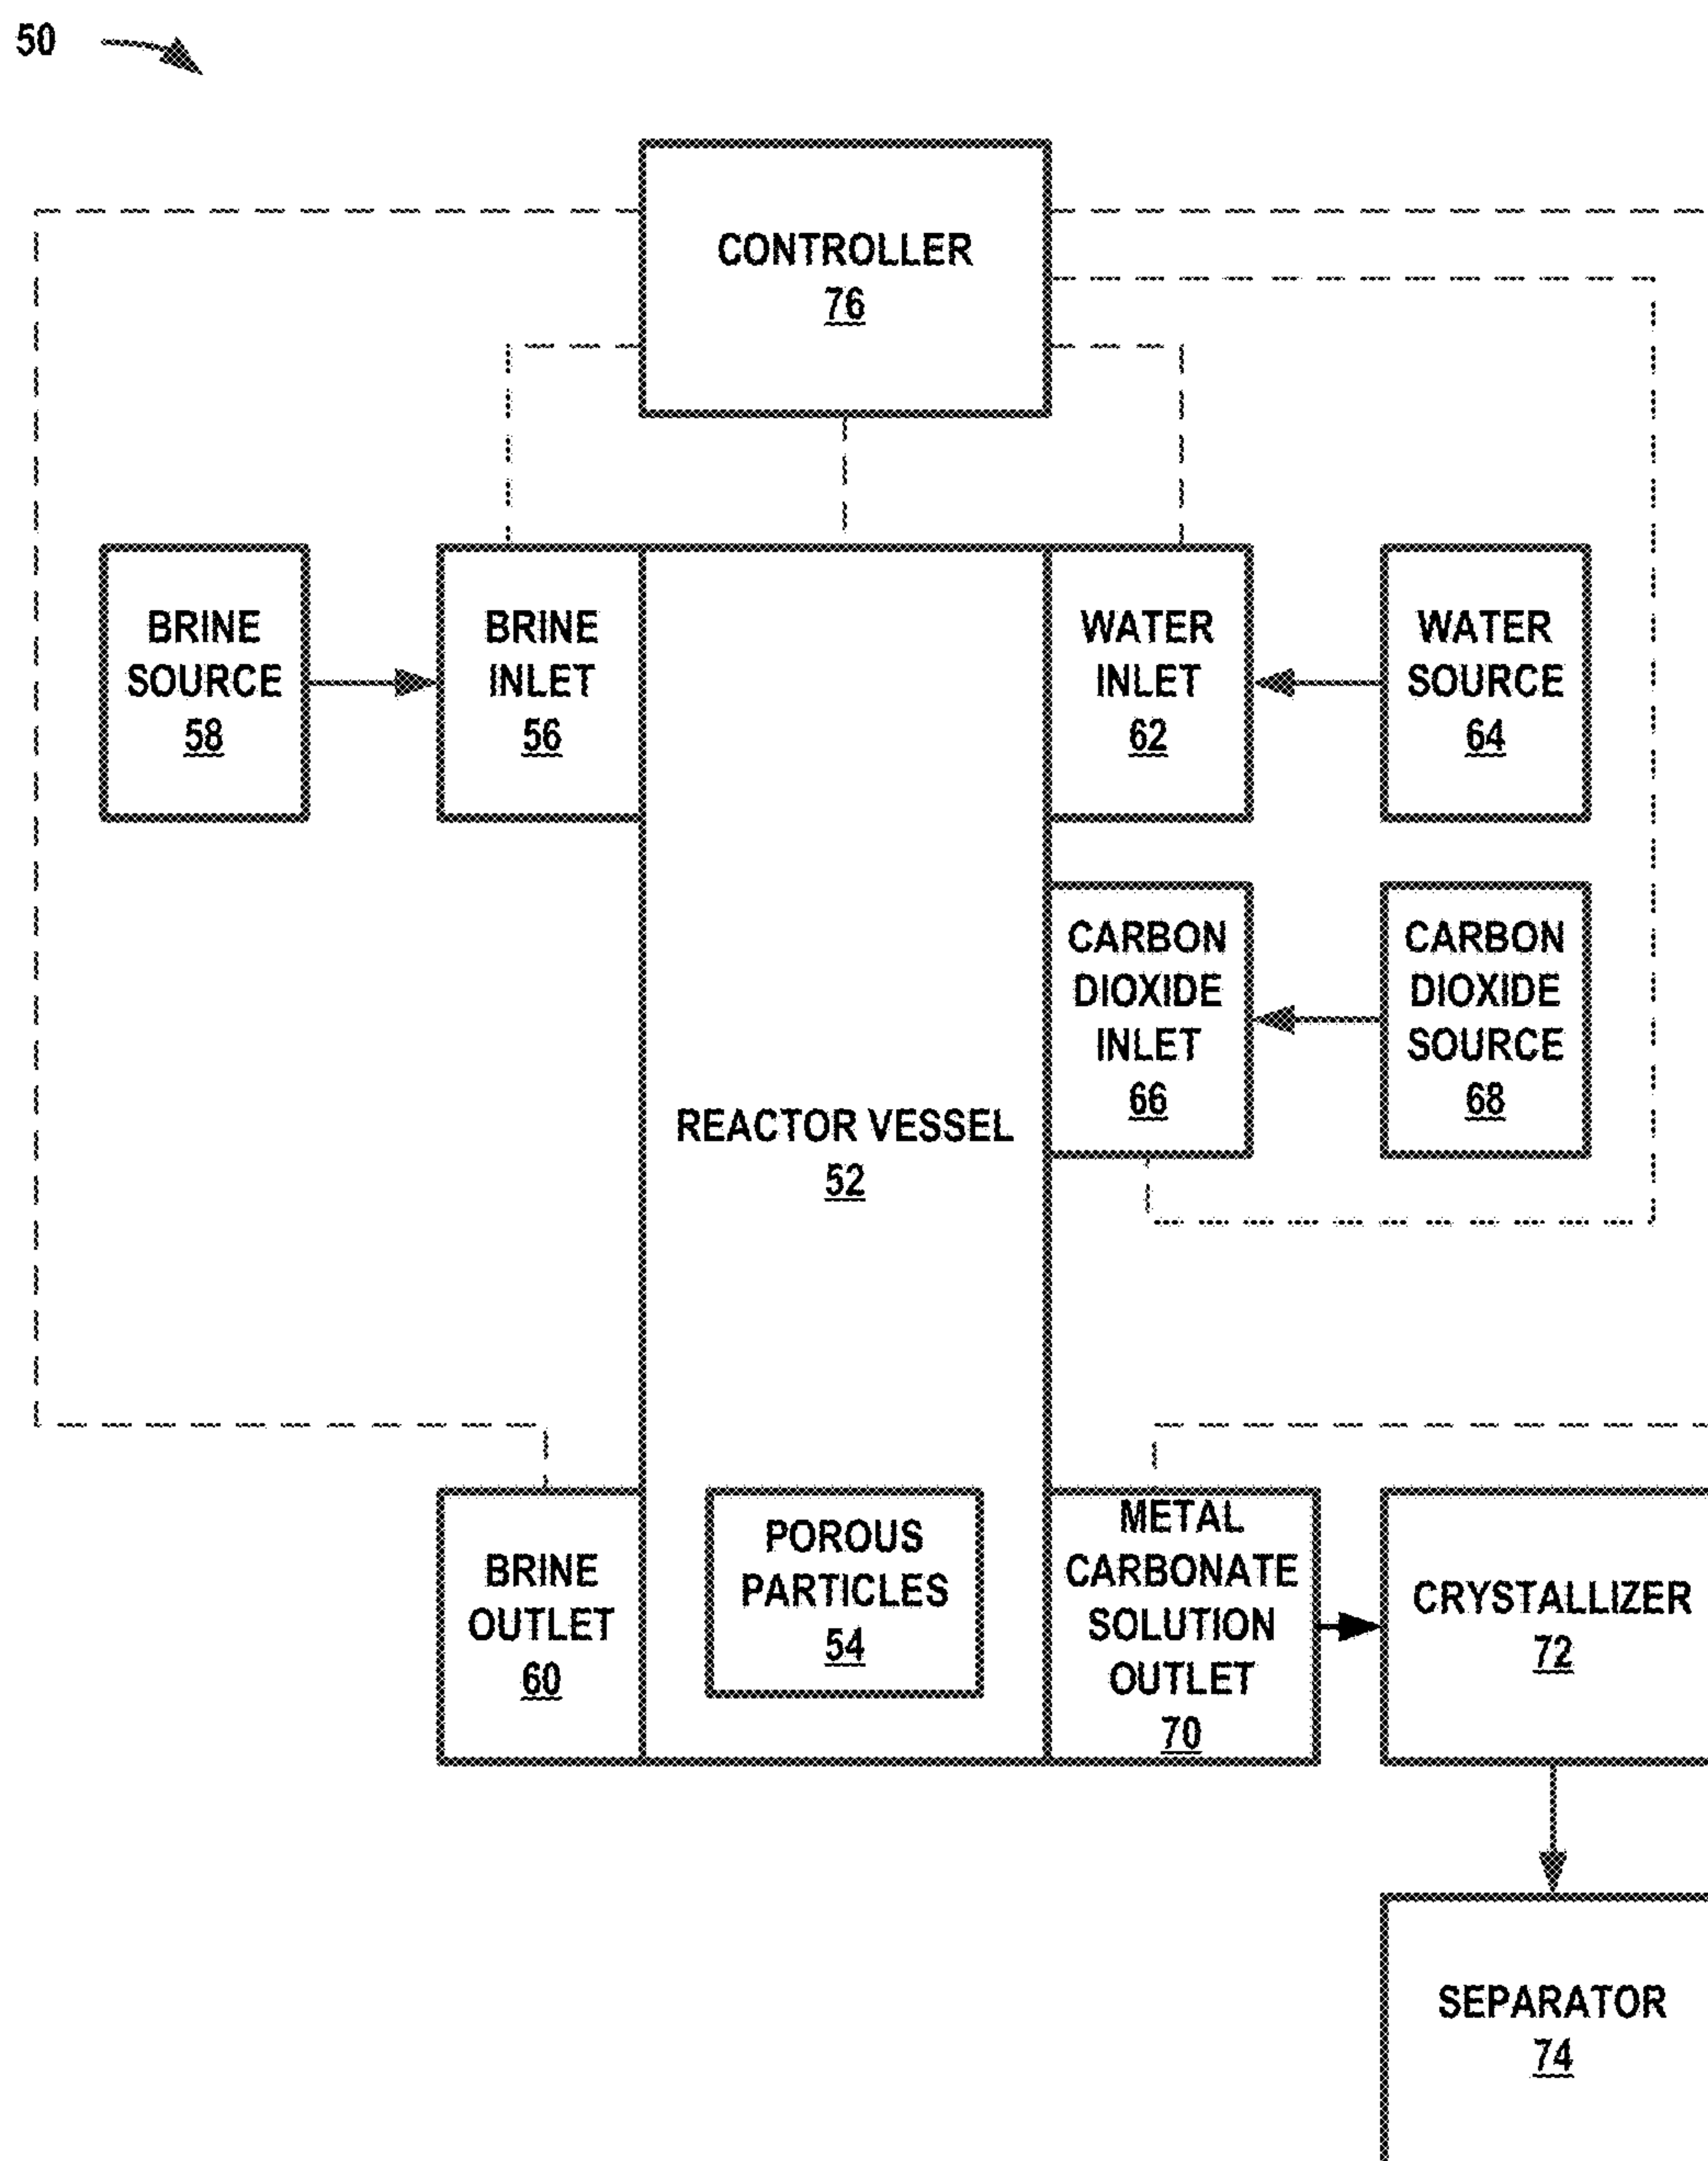 50
CONTROLLER
76
BRINE
SOURCE
58
BRINE
INLET
56
WATER
INLET
62
WATER
SOURCE
64
CARBON
DIOXIDE
INLET
66
CARBON
DIOXIDE
SOURCE
68
REACTOR VESSEL
52
BRINE
OUTLET
60
POROUS
PARTICLES
54
METAL
CARBONATE
SOLUTION
OUTLET
70
CRYSTALLIZER
72
SEPARATOR
74